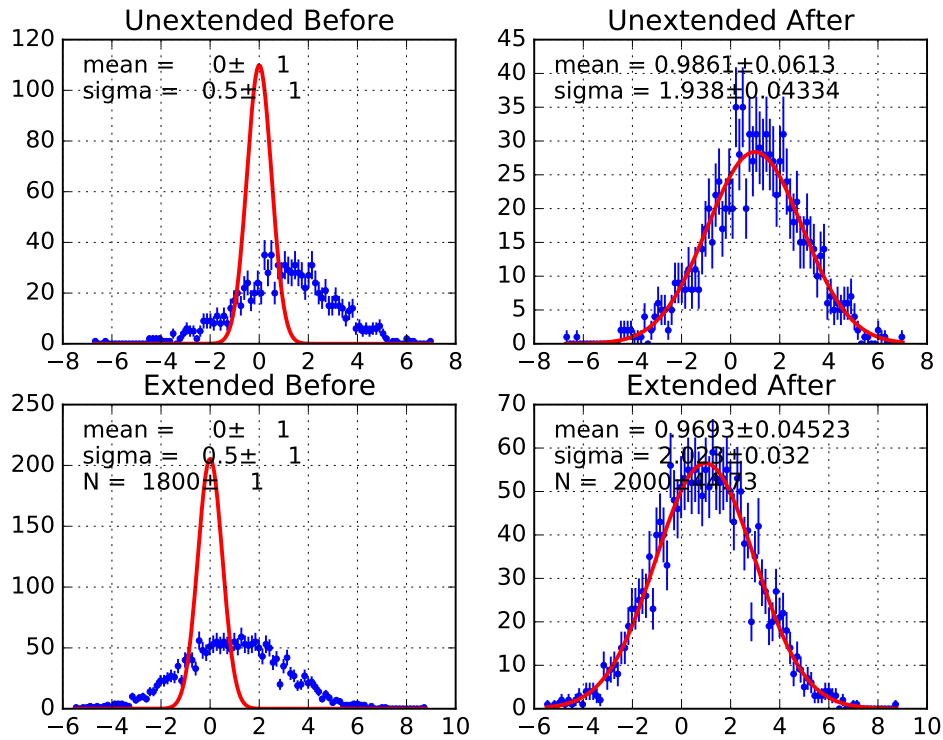 Unextended Before
120
100
80
60
40
20
0
mean = 0± 1
sigma = 0.5± 1
−8 −6 −4 −2 0 2 4 6 8
Unextended After
45
40
35
30
25
20
15
10
5
0
mean = 0.9861±0.0613
sigma = 1.938±0.04334
−8 −6 −4 −2 0 2 4 6 8
Extended Before
250
200
150
100
50
0
mean = 0± 1
sigma = 0.5± 1
N = 1800± 1
−6 −4 −2 0 2 4 6 8 10
Extended After
70
60
50
40
30
20
10
0
mean = 0.9693±0.04523
sigma = 2.023±0.032
N = 2000±44.73
−6 −4 −2 0 2 4 6 8 10